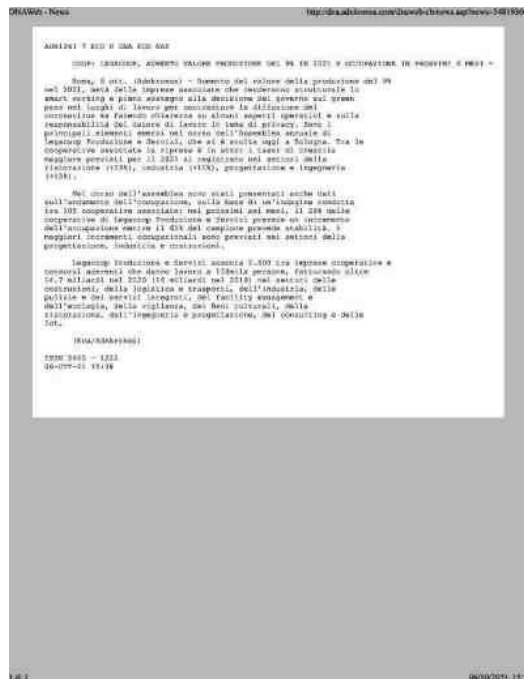 DNAWeb - News
ADN1261 7 ECO 0 DNA ECO NAZ
COOP: LEGACOOP, AUMENTO VALORE PRODUZIONE DEL 9% IN 2021 E OCCUPAZIONE IN PROSSIMI 6 MESI =
Roma, 6 ott. (Adnkronos) - Aumento del valore della produzione del 9%
nel 2021, metà delle imprese associate che renderanno strutturale lo
smart working e pieno sostegno alla decisione del governo sul green
pass nei luoghi di lavoro per contrastare la diffusione del
coronavirus ma facendo chiarezza su alcuni aspetti operativi e sulla
responsabilità del datore di lavoro in tema di privacy. Sono i
principali elementi emersi nel corso dell'Assemblea annuale di
Legacoop Produzione e Servizi, che si è svolta oggi a Bologna. Tra le
cooperative associate la ripresa è in atto: i tassi di crescita
maggiore previsti per il 2021 si registrano nei settori della
ristorazione (+13%), industria (+11%), progettazione e ingegneria
(+10%).
Nel corso dell'assemblea sono stati presentati anche dati
sull'andamento dell'occupazione, sulla base di un'indagine condotta
tra 105 cooperative associate: nei prossimi sei mesi, il 28% delle
cooperative di Legacoop Produzione e Servizi prevede un incremento
dell'occupazione mentre il 63% del campione prevede stabilità. I
maggiori incrementi occupazionali sono previsti nei settori della
progettazione, industria e costruzioni.
Legacoop Produzione e Servizi associa 2.500 tra imprese cooperative e
consorzi aderenti che danno lavoro a persone, fatturando oltre
14,7 miliardi nel 2020 (16 miliardi nel 2019) nei settori delle
costruzioni, della logistica e trasporti, dell'industria, delle
pulizie e dei servizi integrati, del facility management e
dell'ecologia, della vigilanza, dei Beni culturali, della
ristorazione, dell'ingegneria e progettazione, del consulting e delle
Ict.
(Eca/Adnkronos)
ISSN 2465 - 1222
06-OTT-21 15:38
1 di 1